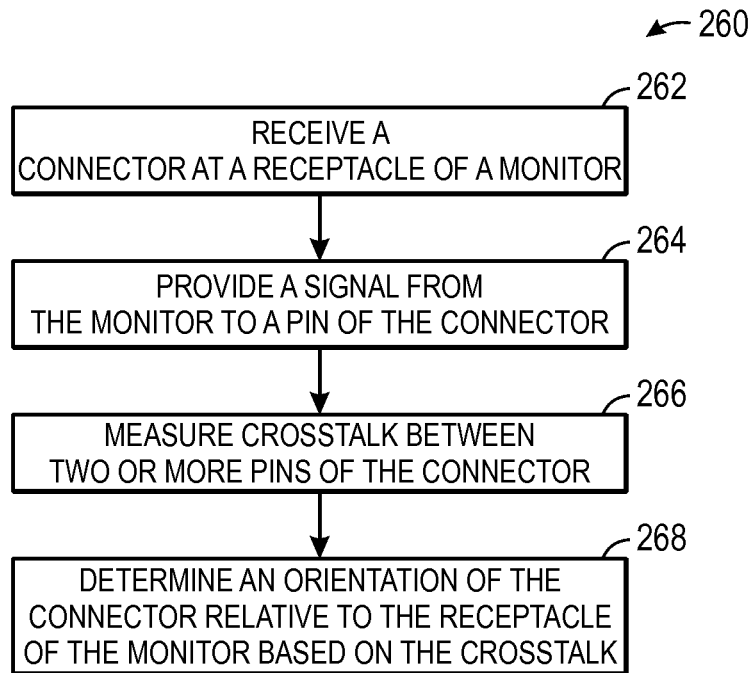 260
262
RECEIVE A
CONNECTOR AT A RECEPTACLE OF A MONITOR
264
PROVIDE A SIGNAL FROM
THE MONITOR TO A PIN OF THE CONNECTOR
266
MEASURE CROSSTALK BETWEEN
TWO OR MORE PINS OF THE CONNECTOR
268
DETERMINE AN ORIENTATION OF THE
CONNECTOR RELATIVE TO THE RECEPTACLE
OF THE MONITOR BASED ON THE CROSSTALK